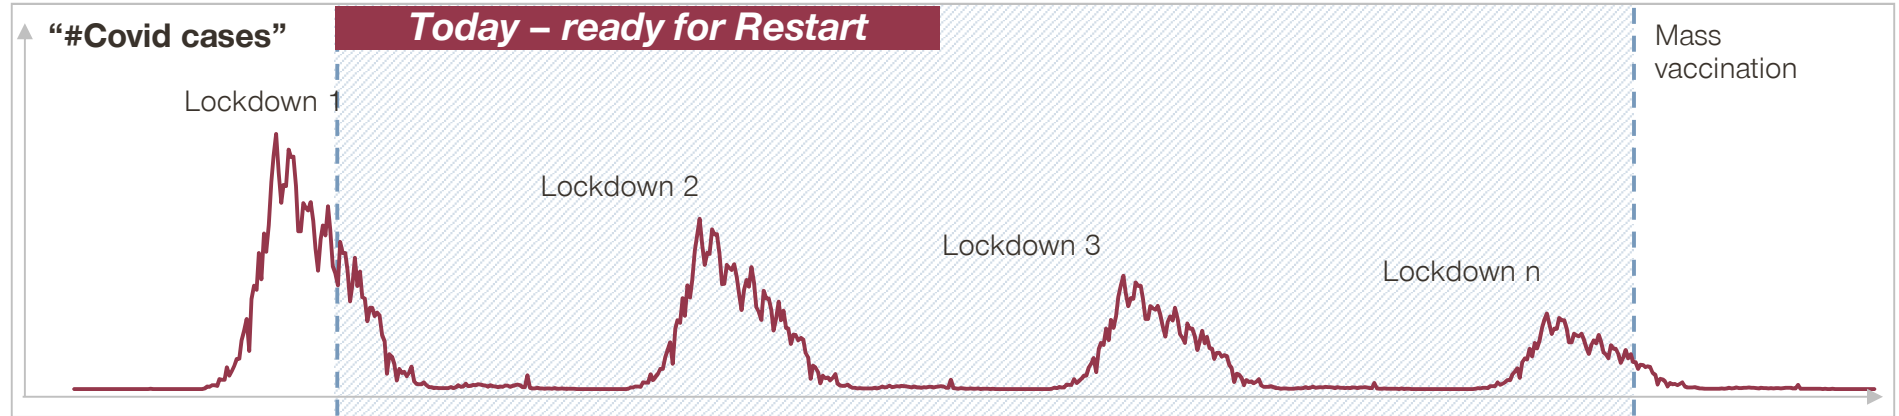 “#Covid cases”
Today – ready for Restart
Mass
vaccination
Lockdown 1
Lockdown 2
Lockdown 3
Lockdown n